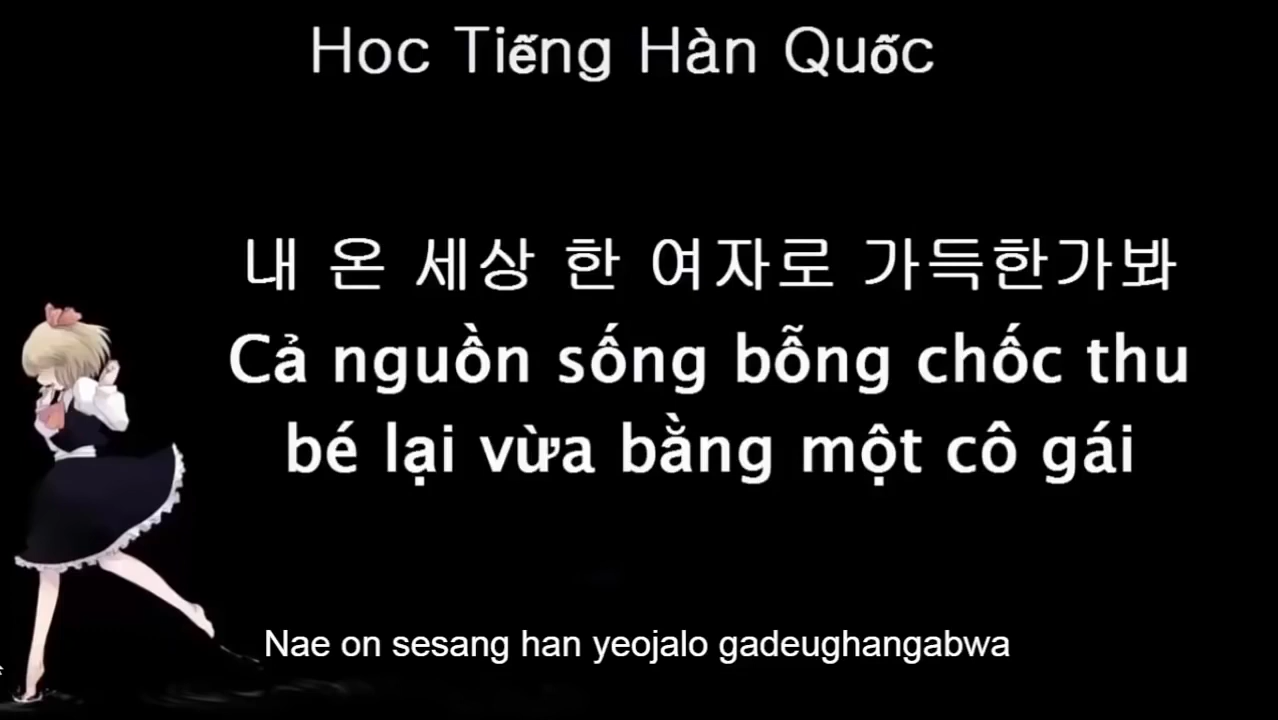 Hoc Tiếng Hàn Quốc
내 온 세상 한 여자로 가득한가봐
Cả nguồn sống bỗng chốc thu
bé lại vừa bằng một cô gái
Nae on sesang han yeojalo gadeughangabwa